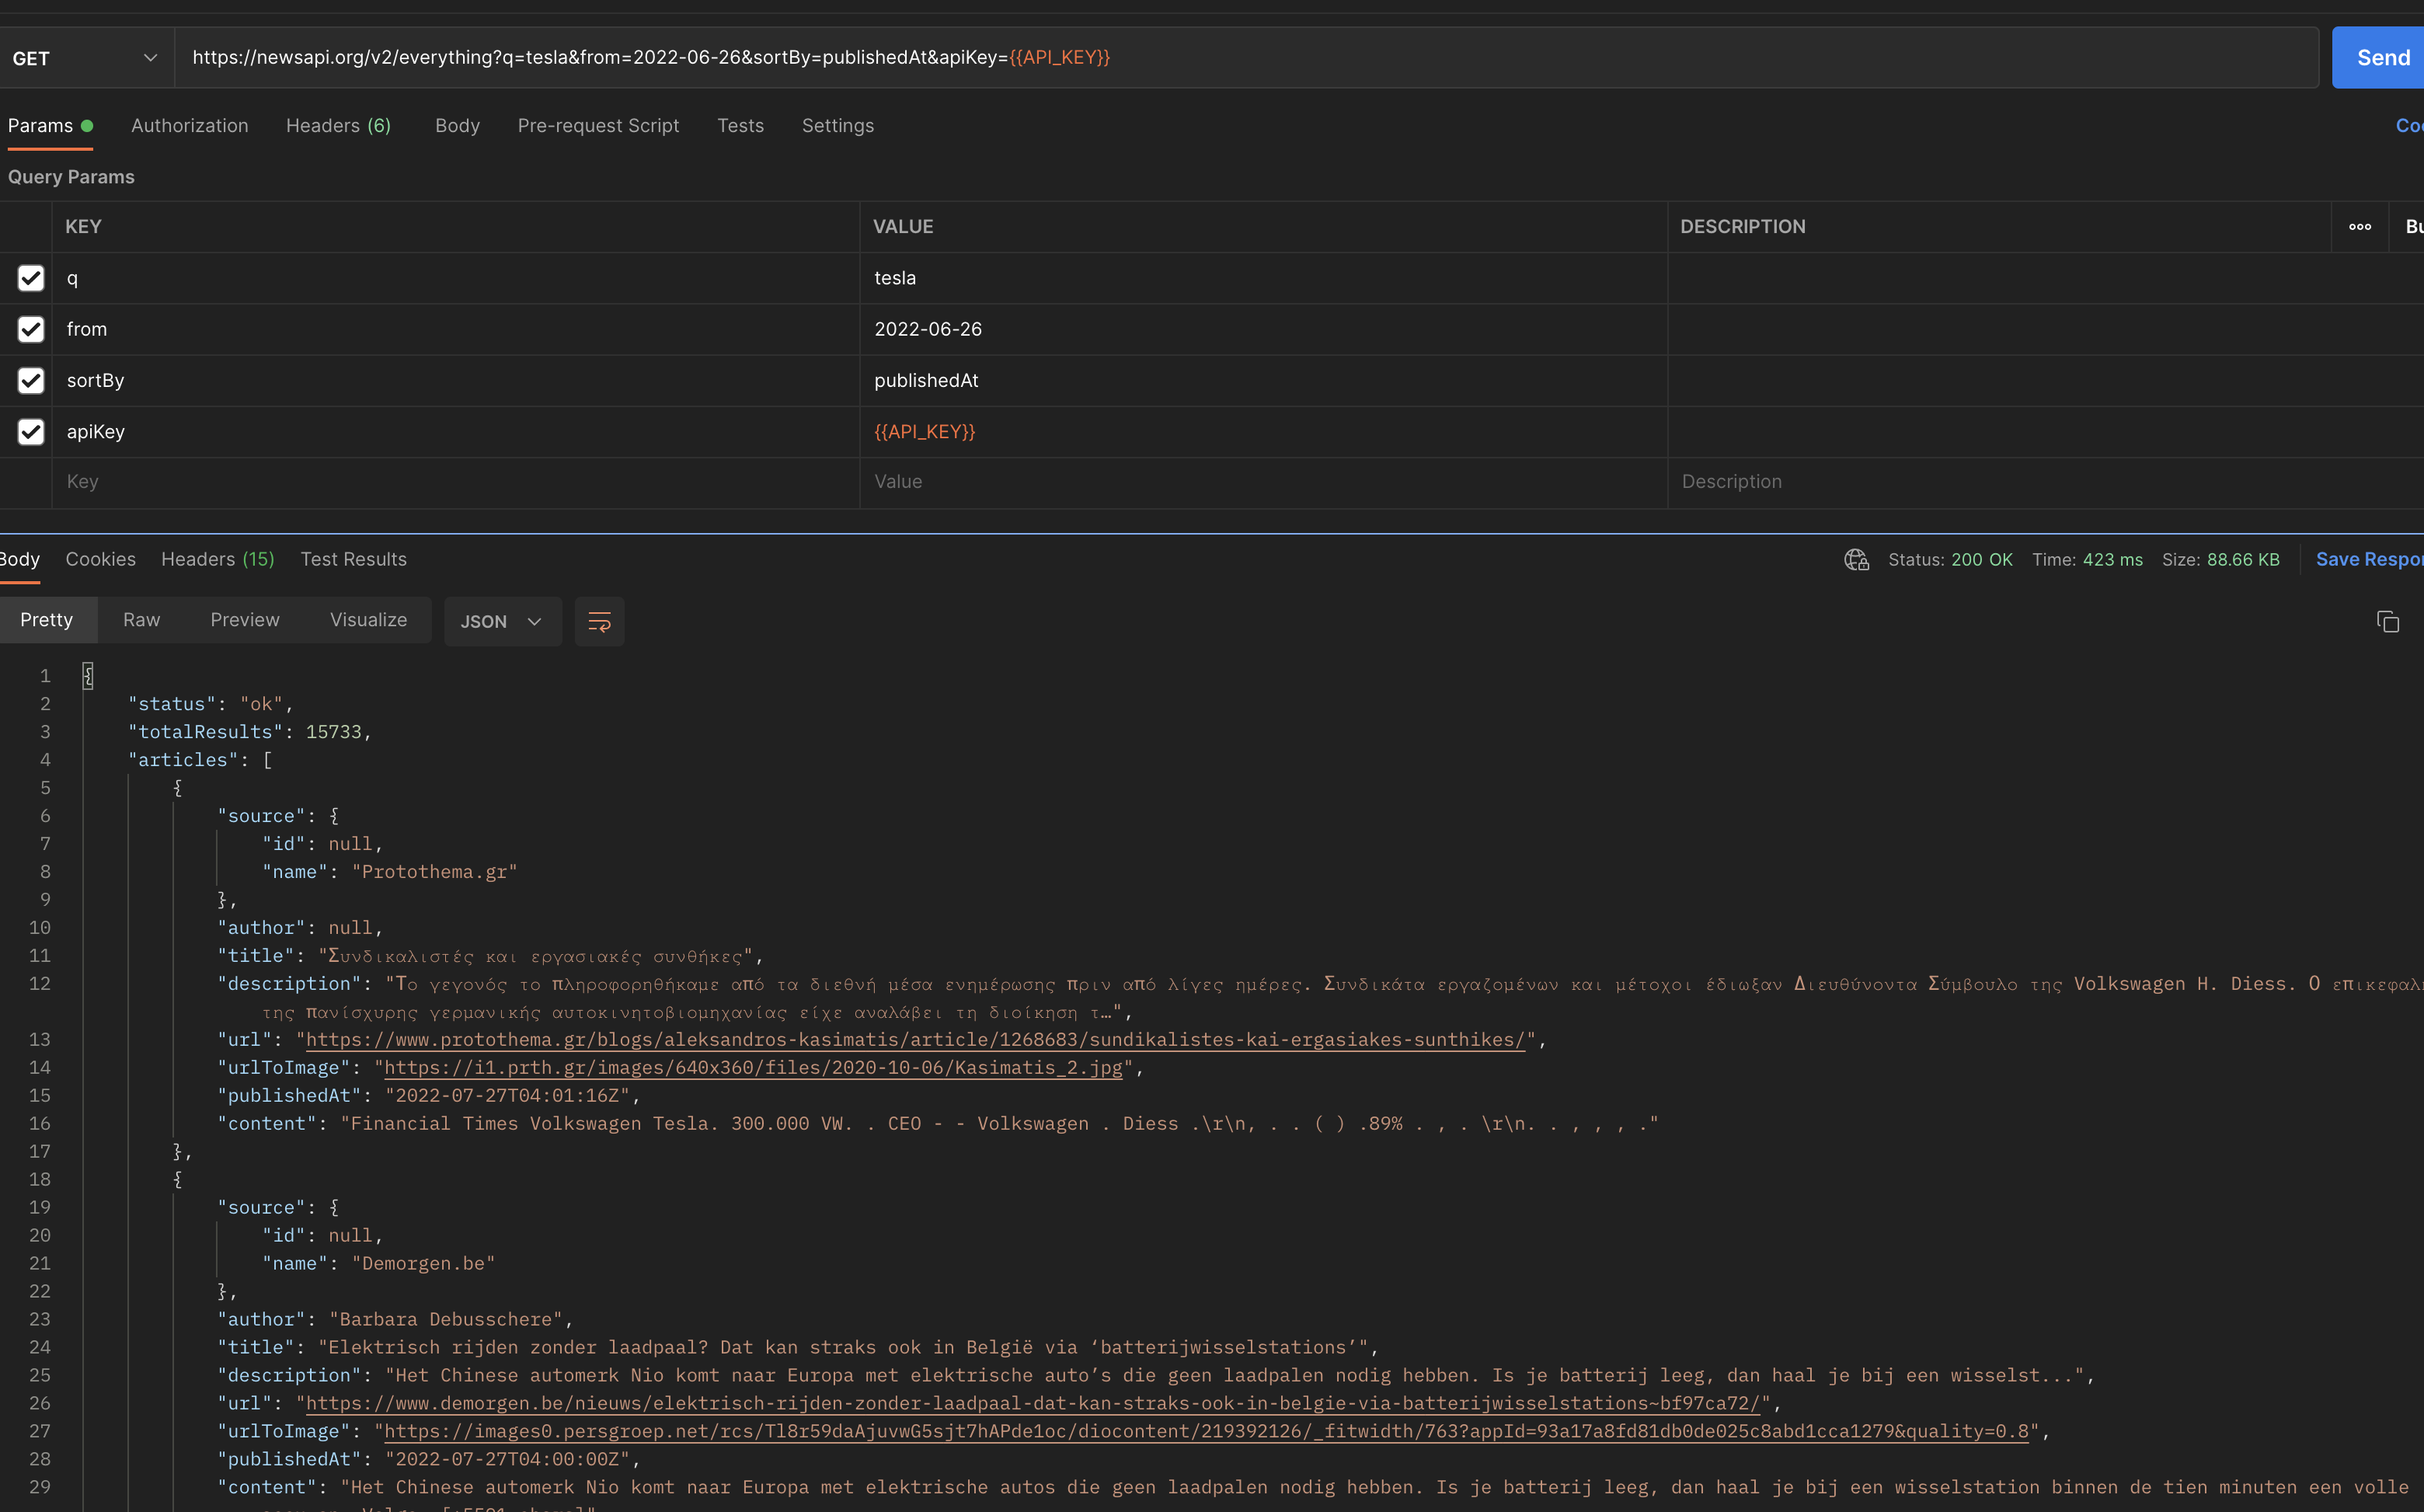 GET https://newsapi.org/v2/everything?q=tesla&from=2022-06-26&sortBy=publishedAt&apiKey={{API_KEY}} Send
Params Authorization Headers (6) Body Pre-request Script Tests Settings
Query Params
KEY VALUE DESCRIPTION
q tesla
from 2022-06-26
sortBy publishedAt
apiKey {{API_KEY}}
Key Value Description
Body Cookies Headers (15) Test Results Status: 200 OK Time: 423 ms Size: 88.66 KB Save
Pretty Raw Preview Visualize JSON
1 {
2 "status": "ok",
3 "totalResults": 15733,
4 "articles": [
5 {
6 "source": {
7 "id": null,
8 "name": "Protothema.gr"
9 },
10 "author": null,
11 "title": "Συνδικαλιστές και εργασιακές συνθήκες",
12 "description": "Το γεγονός το πληροφορηθήκαμε από τα διεθνή μέσα ενημέρωσης πριν από λίγες ημέρες. Συνδικάτα εργαζομένων και μέτοχοι έδιωξαν Διευθύνοντα Σύμβουλο της Volkswagen H. Diess. Ο
της πανίσχυρης γερμανικής αυτοκινητοβιομηχανίας είχε αναλάβει τη διοίκηση τ…",
13 "url": "https://www.protothema.gr/blogs/aleksandros-kasimatis/article/1268683/sundikalistes-kai-ergasiakes-sunthikes/",
14 "urlToImage": "https://i1.prth.gr/images/640x360/files/2020-10-06/Kasimatis_2.jpg",
15 "publishedAt": "2022-07-27T04:01:16Z",
16 "content": "Financial Times Volkswagen Tesla. 300.000 VW. . CEO - - Volkswagen . Diess .\r\n, . . ( ) .89% . , . \r\n. . , , , ."
17 },
18 {
19 "source": {
20 "id": null,
21 "name": "Demorgen.be"
22 },
23 "author": "Barbara Debusschere",
24 "title": "Elektrisch rijden zonder laadpaal? Dat kan straks ook in België via ‘batterijwisselstations’",
25 "description": "Het Chinese automerk Nio komt naar Europa met elektrische auto’s die geen laadpalen nodig hebben. Is je batterij leeg, dan haal je bij een wisselst...",
26 "url": "https://www.demorgen.be/nieuws/elektrisch-rijden-zonder-laadpaal-dat-kan-straks-ook-in-belgie-via-batterijwisselstations~bf97ca72/",
27 "urlToImage": "https://images0.persgroep.net/rcs/Tl8r59daAjuvwG5sjt7hAPde1oc/diocontent/219392126/_fitwidth/763?appId=93a17a8fd81db0de025c8abd1cca1279&quality=0.8",
28 "publishedAt": "2022-07-27T04:00:00Z",
29 "content": "Het Chinese automerk Nio komt naar Europa met elektrische autos die geen laadpalen nodig hebben. Is je batterij leeg, dan haal je bij een wisselstation binnen de tien minuten een volle